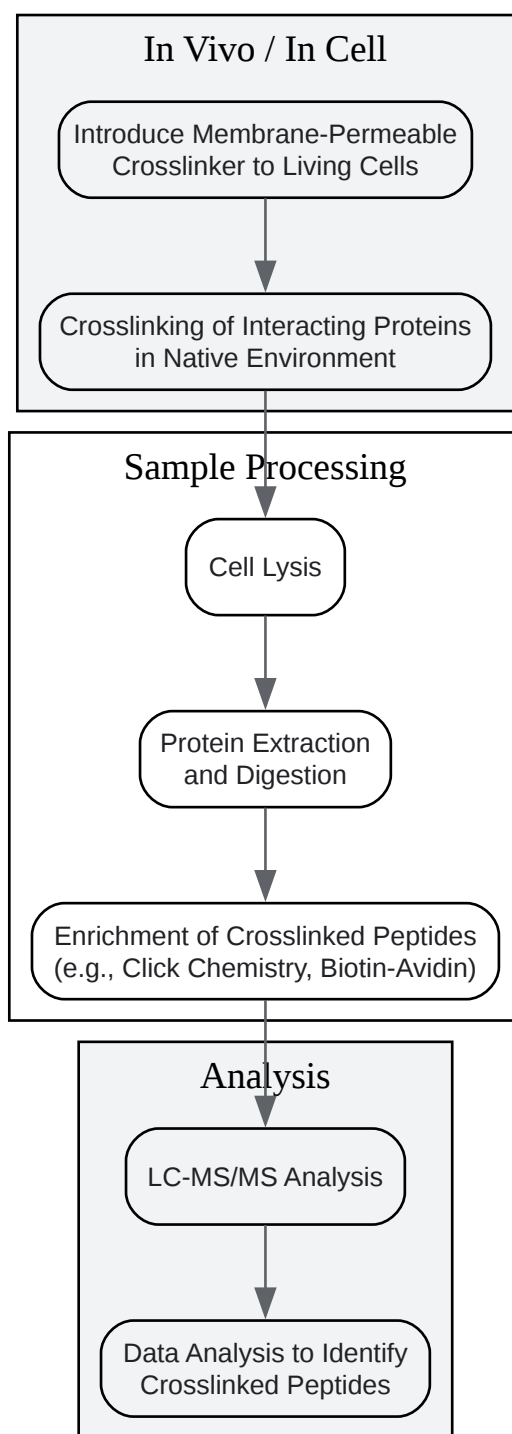 In Vivo / In Cell
Introduce Membrane-Permeable
Crosslinker to Living Cells
Crosslinking of Interacting Proteins
in Native Environment
Sample Processing
Cell Lysis
Protein Extraction
and Digestion
Enrichment of Crosslinked Peptides
(e.g., Click Chemistry, Biotin-Avidin)
Analysis
LC-MS/MS Analysis
Data Analysis to Identify
Crosslinked Peptides